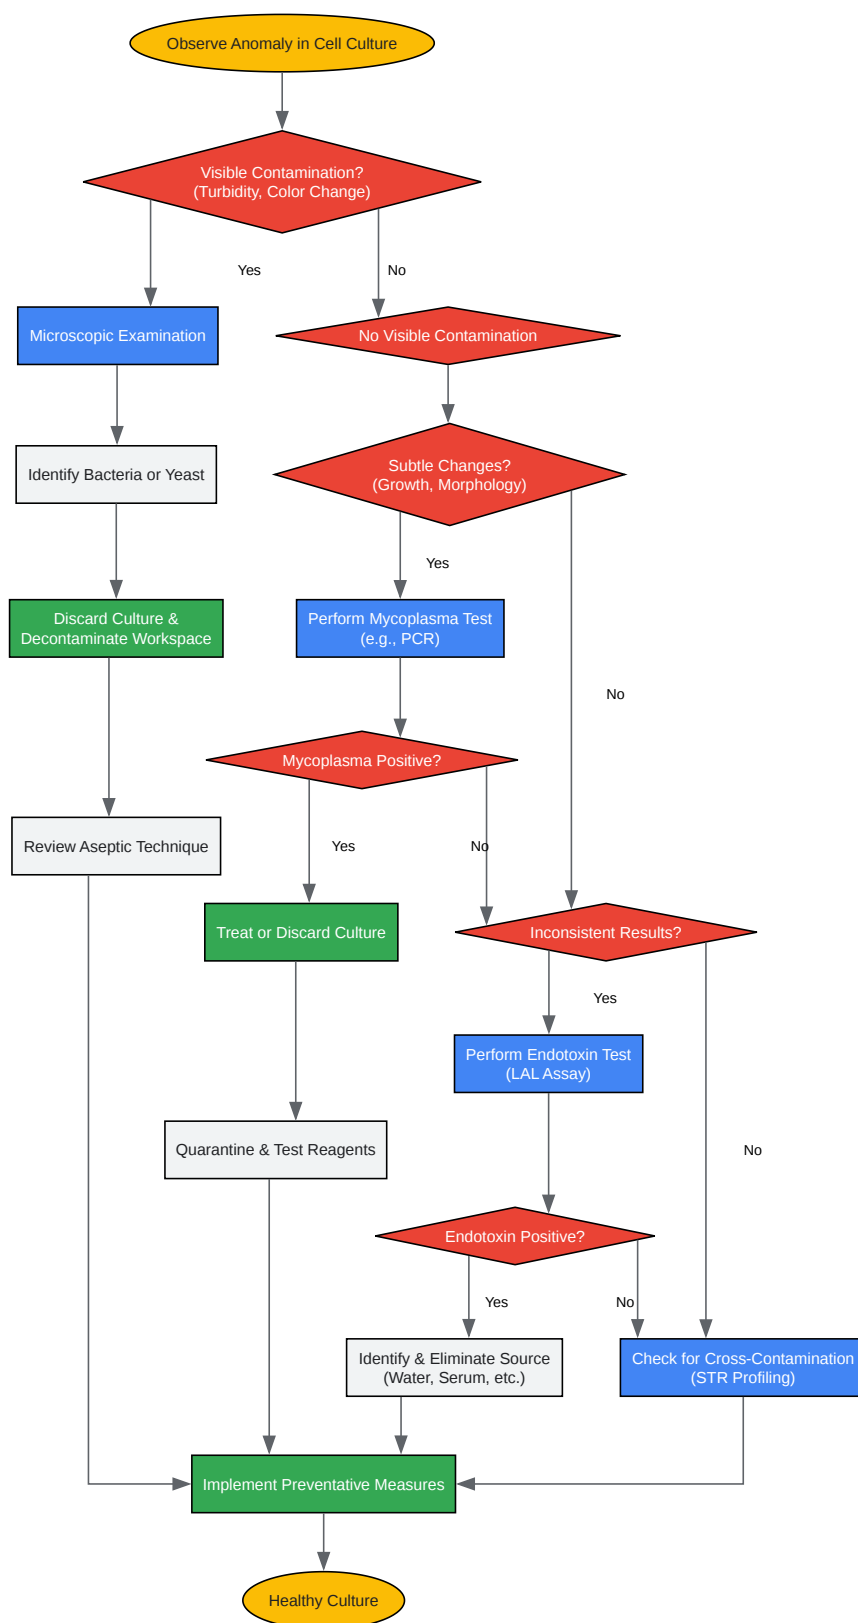 Observe Anomaly in Cell Culture
Visible Contamination?
(Turbidity, Color Change)
Yes
No
Microscopic Examination
No Visible Contamination
Identify Bacteria or Yeast
Subtle Changes?
(Growth, Morphology)
Yes
Discard Culture &
Decontaminate Workspace
Perform Mycoplasma Test
(e.g., PCR)
No
Mycoplasma Positive?
Review Aseptic Technique
Yes
No
Treat or Discard Culture
Inconsistent Results?
Yes
Perform Endotoxin Test
(LAL Assay)
Quarantine & Test Reagents
No
Endotoxin Positive?
Yes
No
Identify & Eliminate Source
(Water, Serum, etc.)
Check for Cross-Contamination
(STR Profiling)
Implement Preventative Measures
Healthy Culture